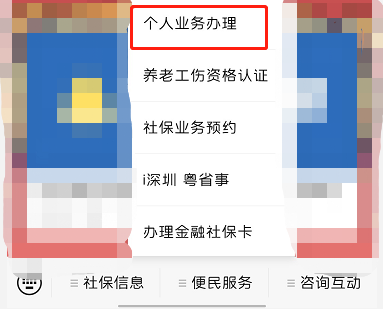 个人业务办理
养老工伤资格认证
社保业务预约
i深圳 粤省事
办理金融社保卡
社保信息
便民服务
咨询互动